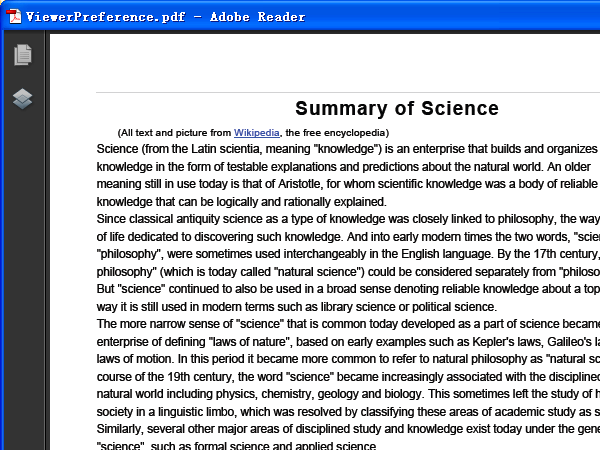 ViewerPreference.pdf - Adobe Reader
Summary of Science
(All text and picture from Wikipedia, the free encyclopedia)
Science (from the Latin scientia, meaning "knowledge") is an enterprise that builds and organizes
knowledge in the form of testable explanations and predictions about the natural world. An older
meaning still in use today is that of Aristotle, for whom scientific knowledge was a body of reliable
knowledge that can be logically and rationally explained.
Since classical antiquity science as a type of knowledge was closely linked to philosophy, the way
of life dedicated to discovering such knowledge. And into early modern times the two words, "scien
"philosophy", were sometimes used interchangeably in the English language. By the 17th century,
philosophy" (which is today called "natural science") could be considered separately from "philoso
But "science" continued to also be used in a broad sense denoting reliable knowledge about a top
way it is still used in modern terms such as library science or political science.
The more narrow sense of "science" that is common today developed as a part of science became
enterprise of defining "laws of nature", based on early examples such as Kepler's laws, Galileo's la
laws of motion. In this period it became more common to refer to natural philosophy as "natural sc
course of the 19th century, the word "science" became increasingly associated with the disciplined
natural world including physics, chemistry, geology and biology. This sometimes left the study of h
society in a linguistic limbo, which was resolved by classifying these areas of academic study as s
Similarly, several other major areas of disciplined study and knowledge exist today under the gene
"science", such as formal science and applied science.